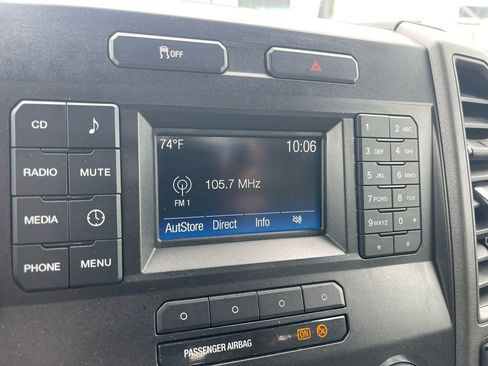 OFF
CD
RADIO MUTE
MEDIA
PHONE MENU
74°F 10:06
105.7 MHz
FM 1
AutStore Direct Info
1 2 ABC
3 DEF 4 GHI
5 JKL 6 MNO
7 PQRS 8 TUV
9 WXYZ 0 +
* #
PASSENGER AIRBAG ON